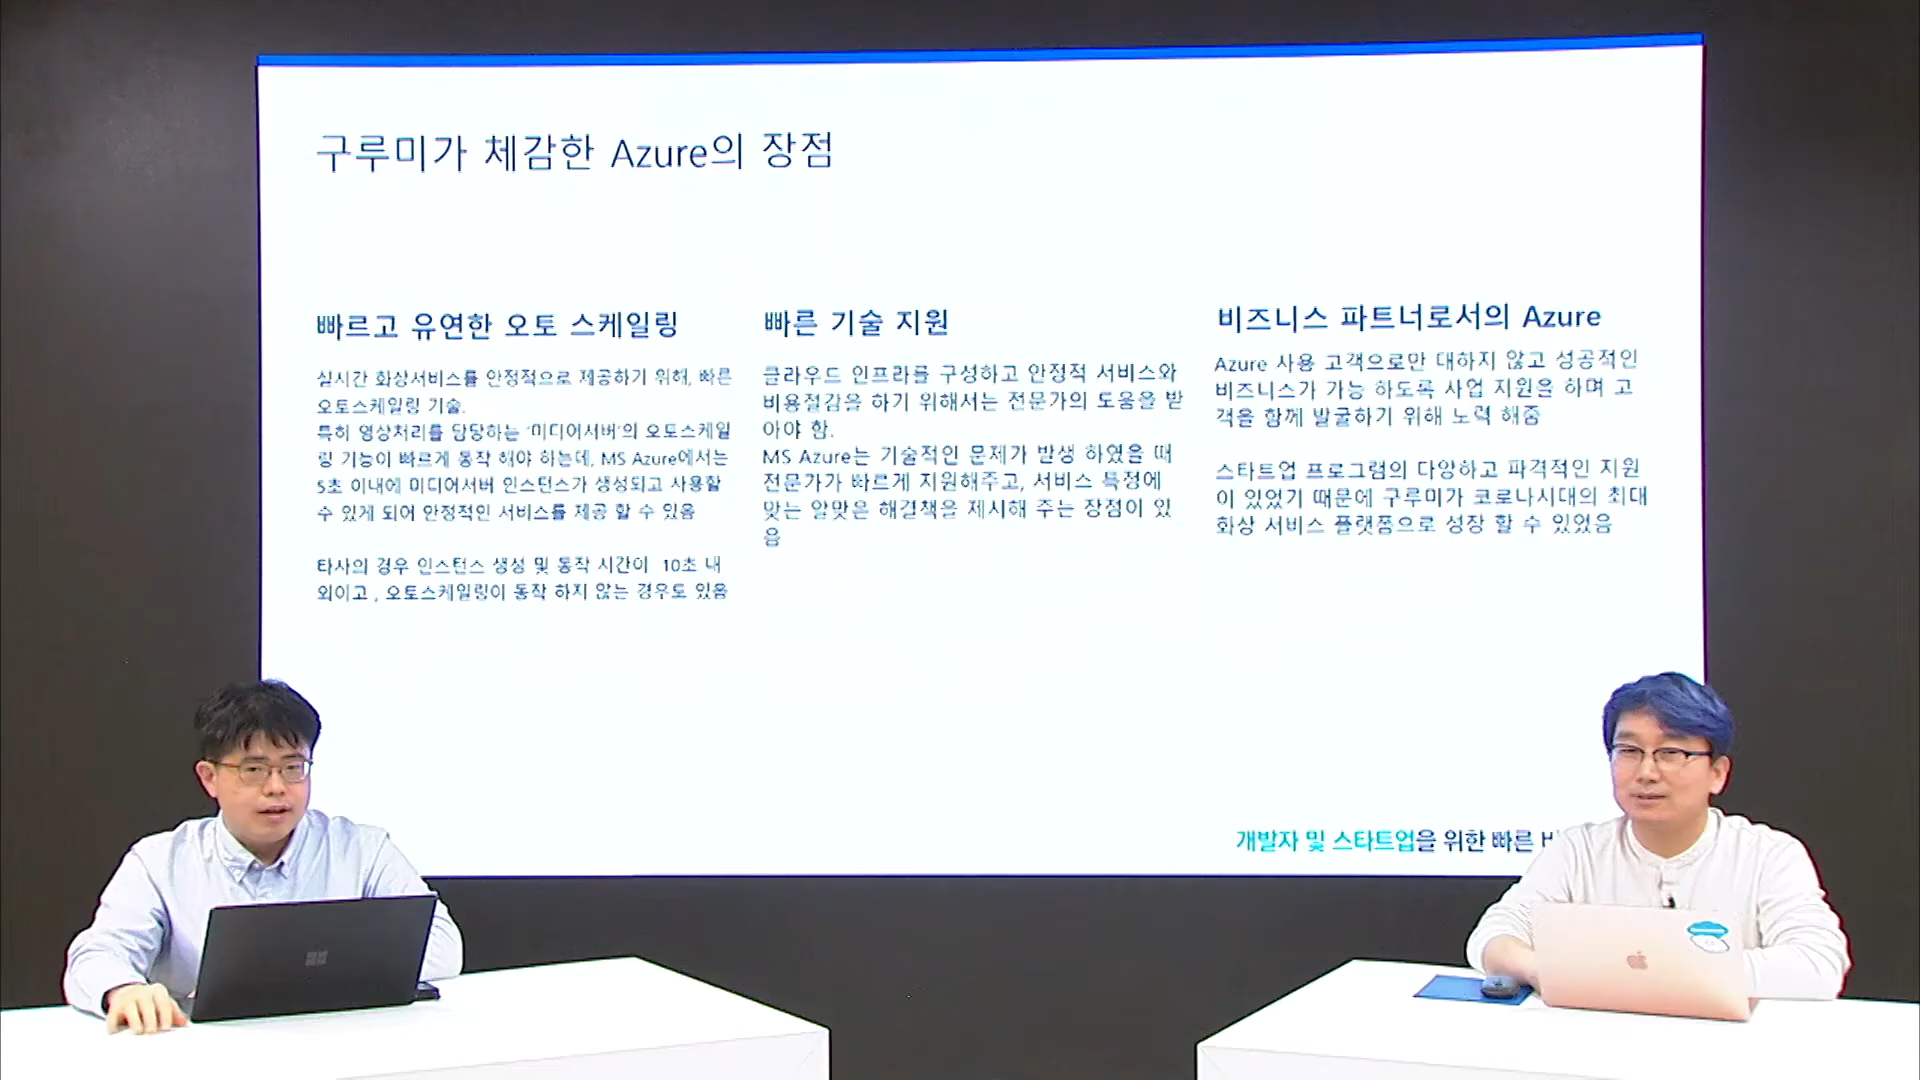 구루미가 체감한 Azure의 장점
빠르고 유연한 오토 스케일링
실시간 화상서비스를 안정적으로 제공하기 위해, 빠른
오토스케일링 기술.
특히 영상처리를 담당하는 '미디어서버'의 오토스케일
링 기능이 빠르게 동작 해야 하는데, MS Azure에서는
5초 이내에 미디어서버 인스턴스가 생성되고 사용할
수 있게 되어 안정적인 서비스를 제공 할 수 있음
타사의 경우 인스턴스 생성 및 동작 시간이 10초 내
외이고 , 오토스케일링이 동작 하지 않는 경우도 있음
빠른 기술 지원
클라우드 인프라를 구성하고 안정적 서비스와
비용절감을 하기 위해서는 전문가의 도움을 받
아야 함.
MS Azure는 기술적인 문제가 발생 하였을 때
전문가가 빠르게 지원해주고, 서비스 특정에
맞는 알맞은 해결책을 제시해 주는 장점이 있
음
비즈니스 파트너로서의 Azure
Azure 사용 고객으로만 대하지 않고 성공적인
비즈니스가 가능 하도록 사업 지원을 하며 고
객을 함께 발굴하기 위해 노력 해줌
스타트업 프로그램의 다양하고 파격적인 지원
이 있었기 때문에 구루미가 코로나시대의 최대
화상 서비스 플랫폼으로 성장 할 수 있었음
개발자 및 스타트업을 위한 빠른